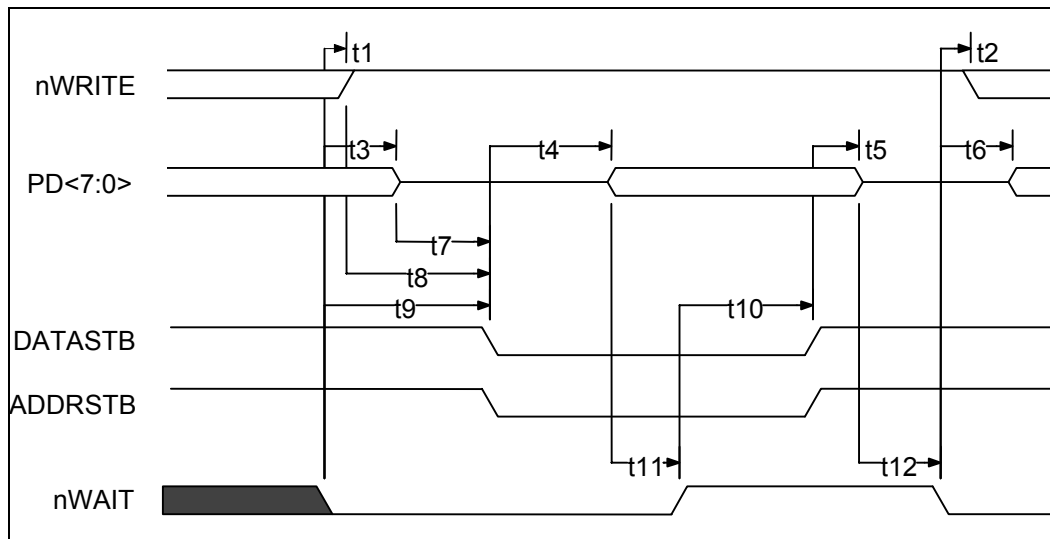 t1 t2
nWRITE
t3 t4 t5 t6
PD<7:0>
t7
t8
t9 t10
DATASTB
ADDRSTB
t11 t12
nWAIT